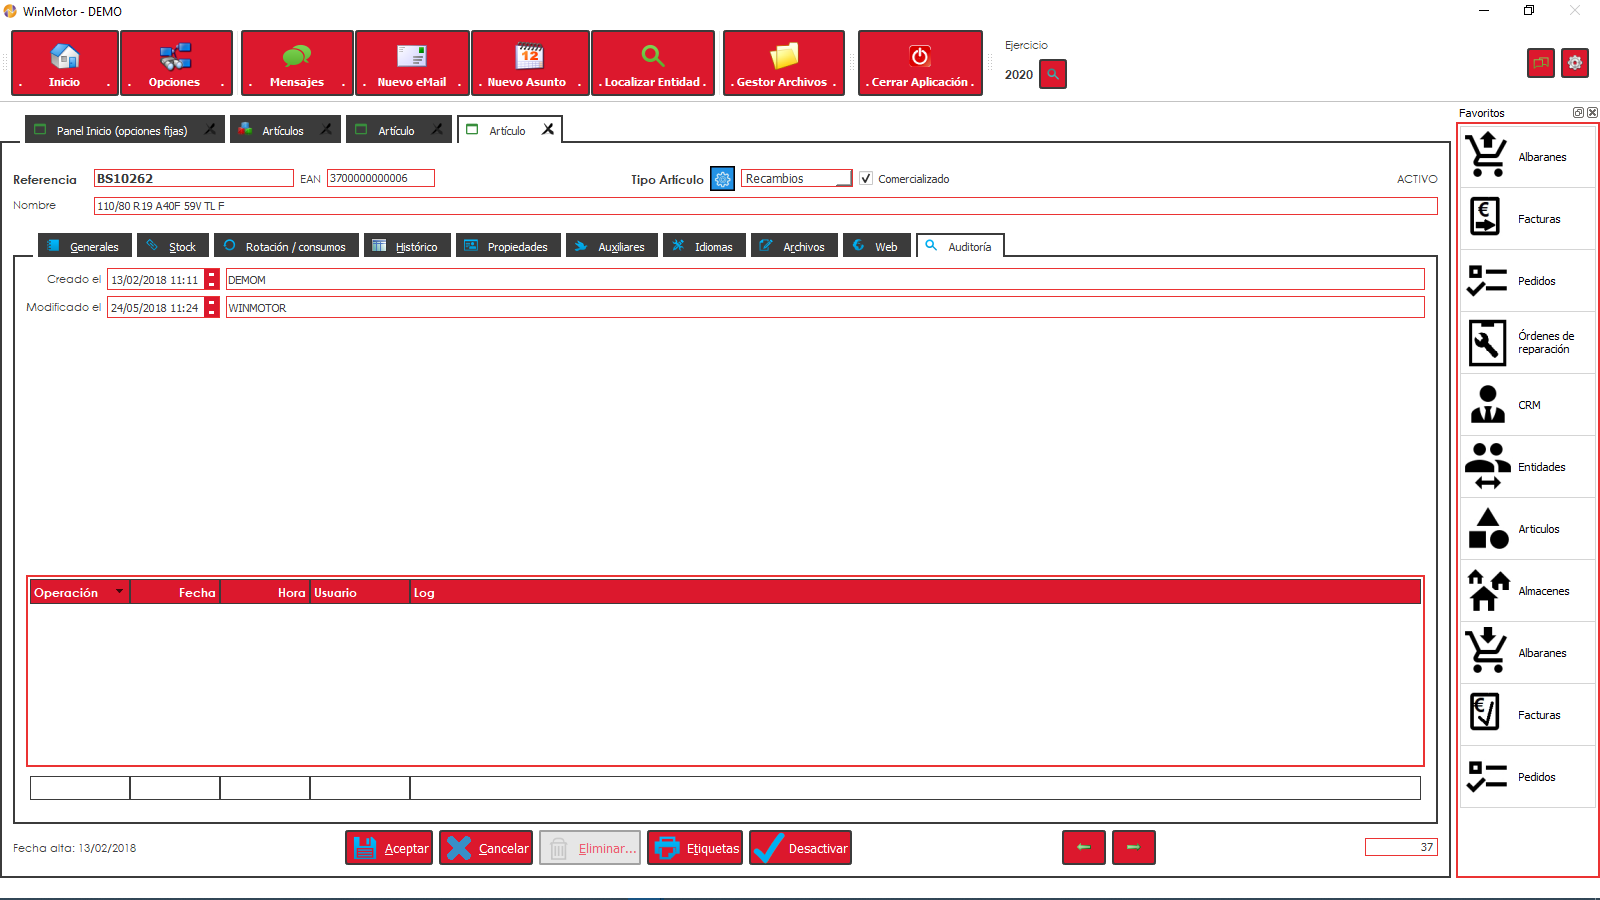 WinMotor - DEMO
. Inicio .
. Opciones .
. Mensajes .
. Nuevo eMail .
. Nuevo Asunto .
. Localizar Entidad .
. Gestor Archivos .
. Cerrar Aplicación .
Ejercicio
2020
Panel Inicio (opciones fijas)
Artículos
Artículo
Artículo
Favoritos
Referencia BS10262 EAN 3700000000006 Tipo Artículo Recambios Comercializado ACTIVO
Nombre 110/80 R19 A40F 59V TL F
Generales Stock Rotación / consumos Histórico Propiedades Auxiliares Idiomas Archivos Web Auditoría
Creado el 13/02/2018 11:11 DEMOM
Modificado el 24/05/2018 11:24 WINMOTOR
Operación Fecha Hora Usuario Log
Fecha alta: 13/02/2018 Aceptar Cancelar Eliminar... Etiquetas Desactivar 37
Albaranes
Facturas
Pedidos
Órdenes de
reparación
CRM
Entidades
Articulos
Almacenes
Albaranes
Facturas
Pedidos